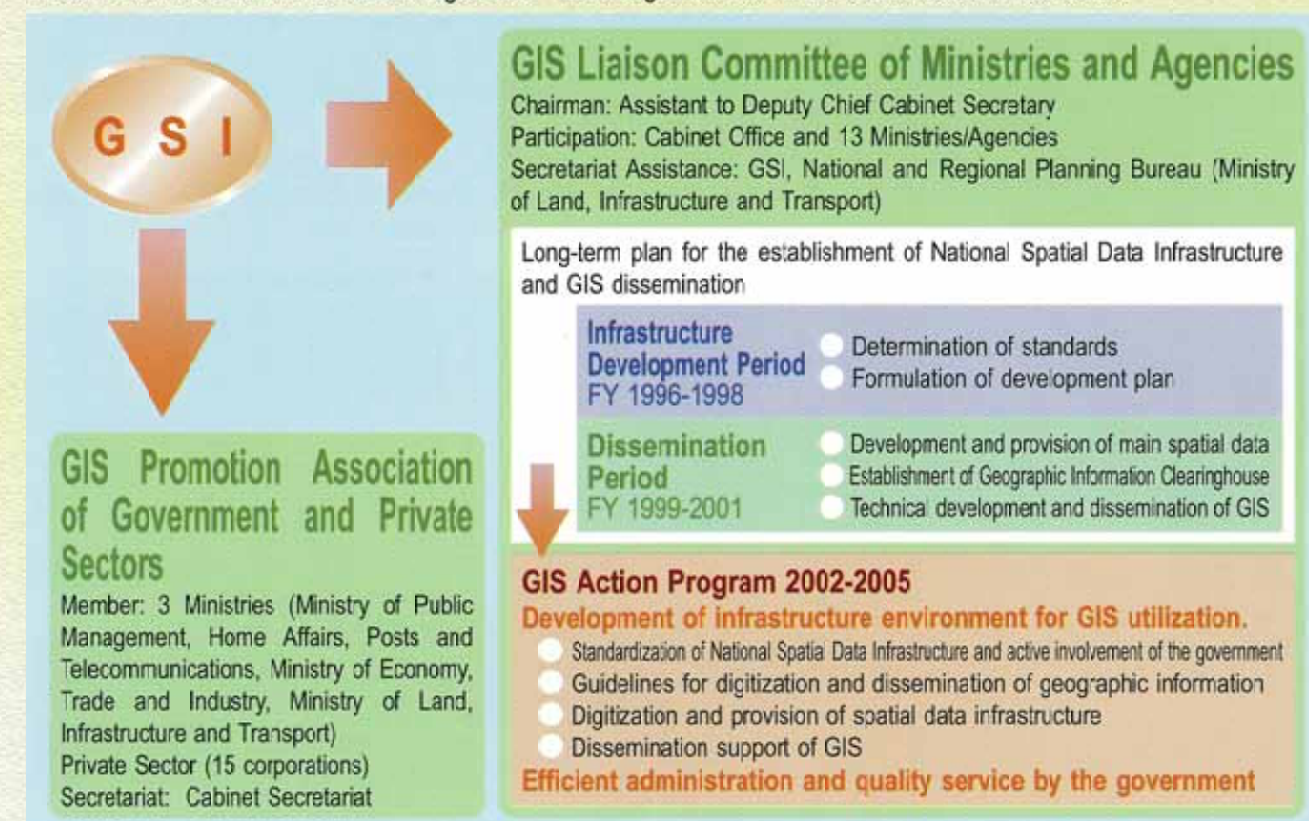 G S I
GIS Liaison Committee of Ministries and Agencies
Chairman: Assistant to Deputy Chief Cabinet Secretary
Participation: Cabinet Office and 13 Ministries/Agencies
Secretariat Assistance: GSI, National and Regional Planning Bureau (Ministry
of Land, Infrastructure and Transport)
Long-term plan for the establishment of National Spatial Data Infrastructure
and GIS dissemination
Infrastructure
Development Period
FY 1996-1998
Determination of standards
Formulation of development plan
Dissemination
Period
FY 1999-2001
Development and provision of main spatial data
Establishment of Geographic Information Clearinghouse
Technical development and dissemination of GIS
GIS Action Program 2002-2005
Development of infrastructure environment for GIS utilization.
Standardization of National Spatial Data Infrastructure and active involvement of the government
Guidelines for digitization and dissemination of geographic information
Digitization and provision of spatial data infrastructure
Dissemination support of GIS
Efficient administration and quality service by the government
GIS Promotion Association
of Government and Private
Sectors
Member: 3 Ministries (Ministry of Public
Management, Home Affairs, Posts and
Telecommunications, Ministry of Economy,
Trade and Industry, Ministry of Land,
Infrastructure and Transport)
Private Sector (15 corporations)
Secretariat: Cabinet Secretariat